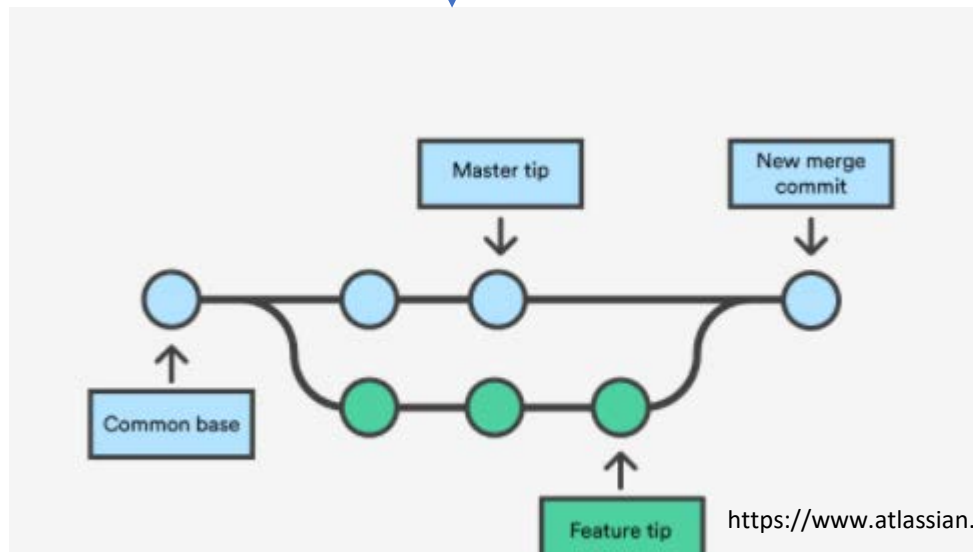 Master tip
New merge
commit
Common base
Feature tip
https://www.atlassian.